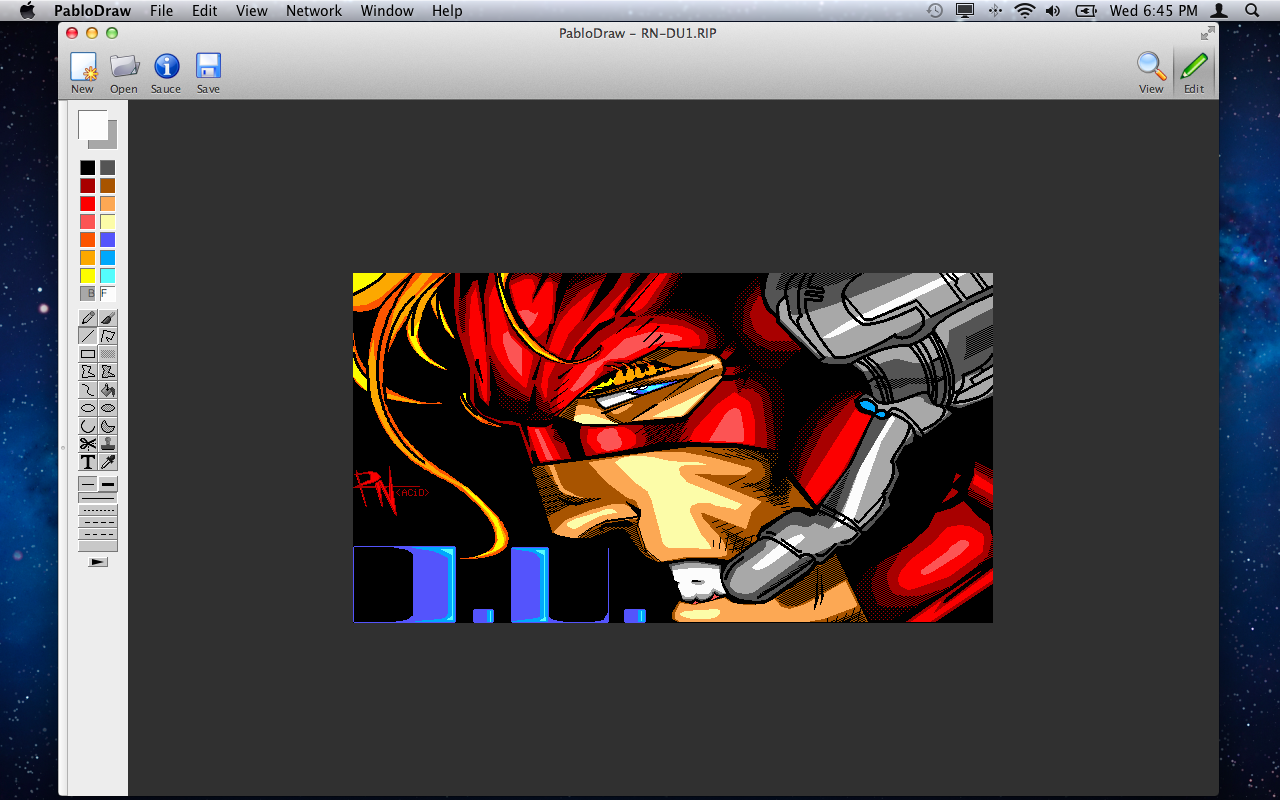 PabloDraw File Edit View Network Window Help Wed 6:45 PM
PabloDraw – RN-DU1.RIP
New Open Sauce Save View Edit
B F
T
RN <ACiD>
D.U.